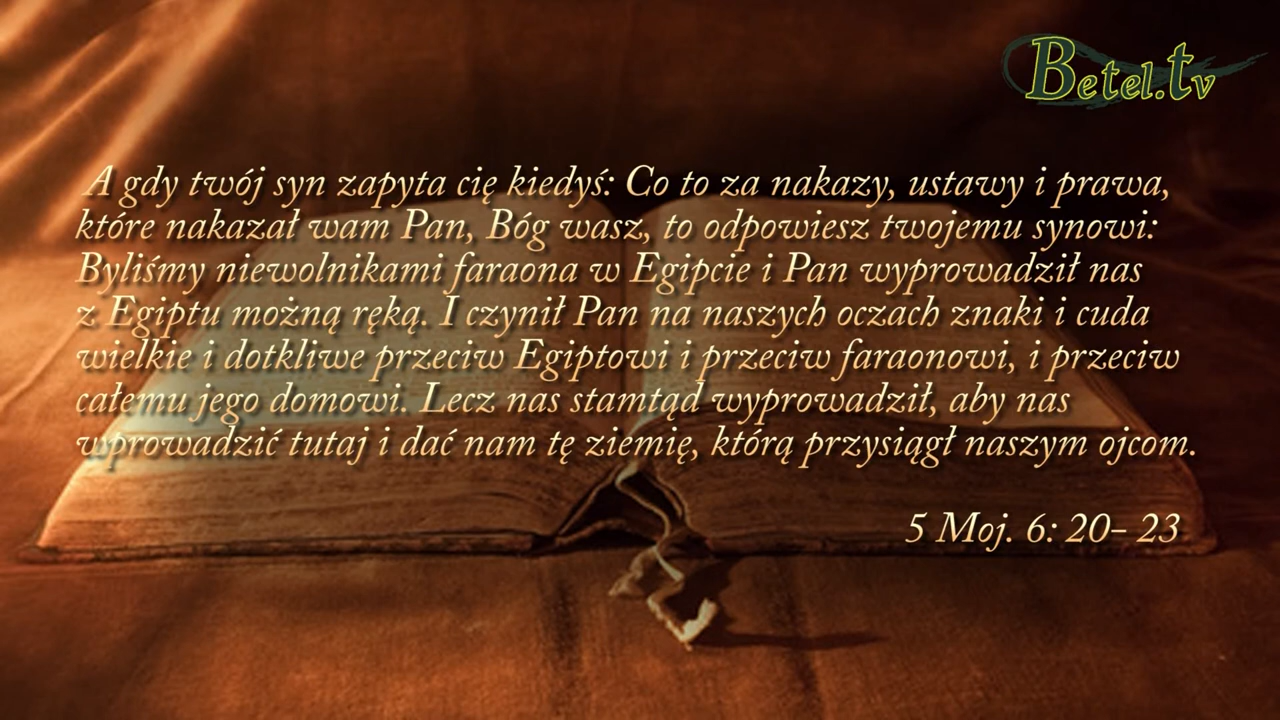 Betel.tv
A gdy twój syn zapyta cię kiedyś: Co to za nakazy, ustawy i prawa,
które nakazał wam Pan, Bóg wasz, to odpowiesz twojemu synowi:
Byliśmy niewolnikami faraona w Egipcie i Pan wyprowadził nas
z Egiptu możną ręką. I czynił Pan na naszych oczach znaki i cuda
wielkie i dotkliwe przeciw Egiptowi i przeciw faraonowi, i przeciw
całemu jego domowi. Lecz nas stamtąd wyprowadził, aby nas
wprowadzić tutaj i dać nam tę ziemię, którą przysiągł naszym ojcom.
5 Moj. 6: 20- 23